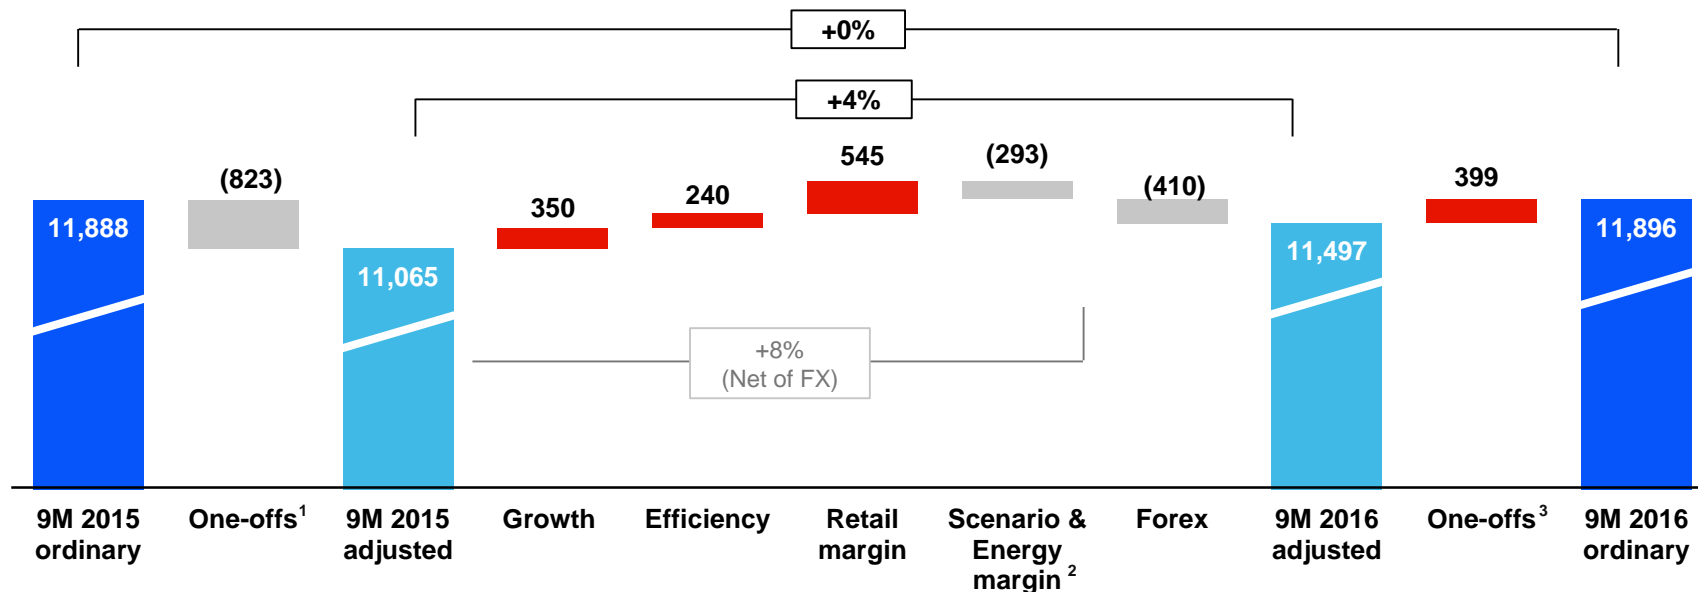 +0%
+4%
(823)
350
240
545
(293)
(410)
399
11,888
11,065
11,497
11,896
+8%
(Net of FX)
9M 2015
ordinary
One-offs1
9M 2015
adjusted
Growth
Efficiency
Retail
margin
Scenario &
Energy
margin 2
Forex
9M 2016
adjusted
One-offs3
9M 2016
ordinary